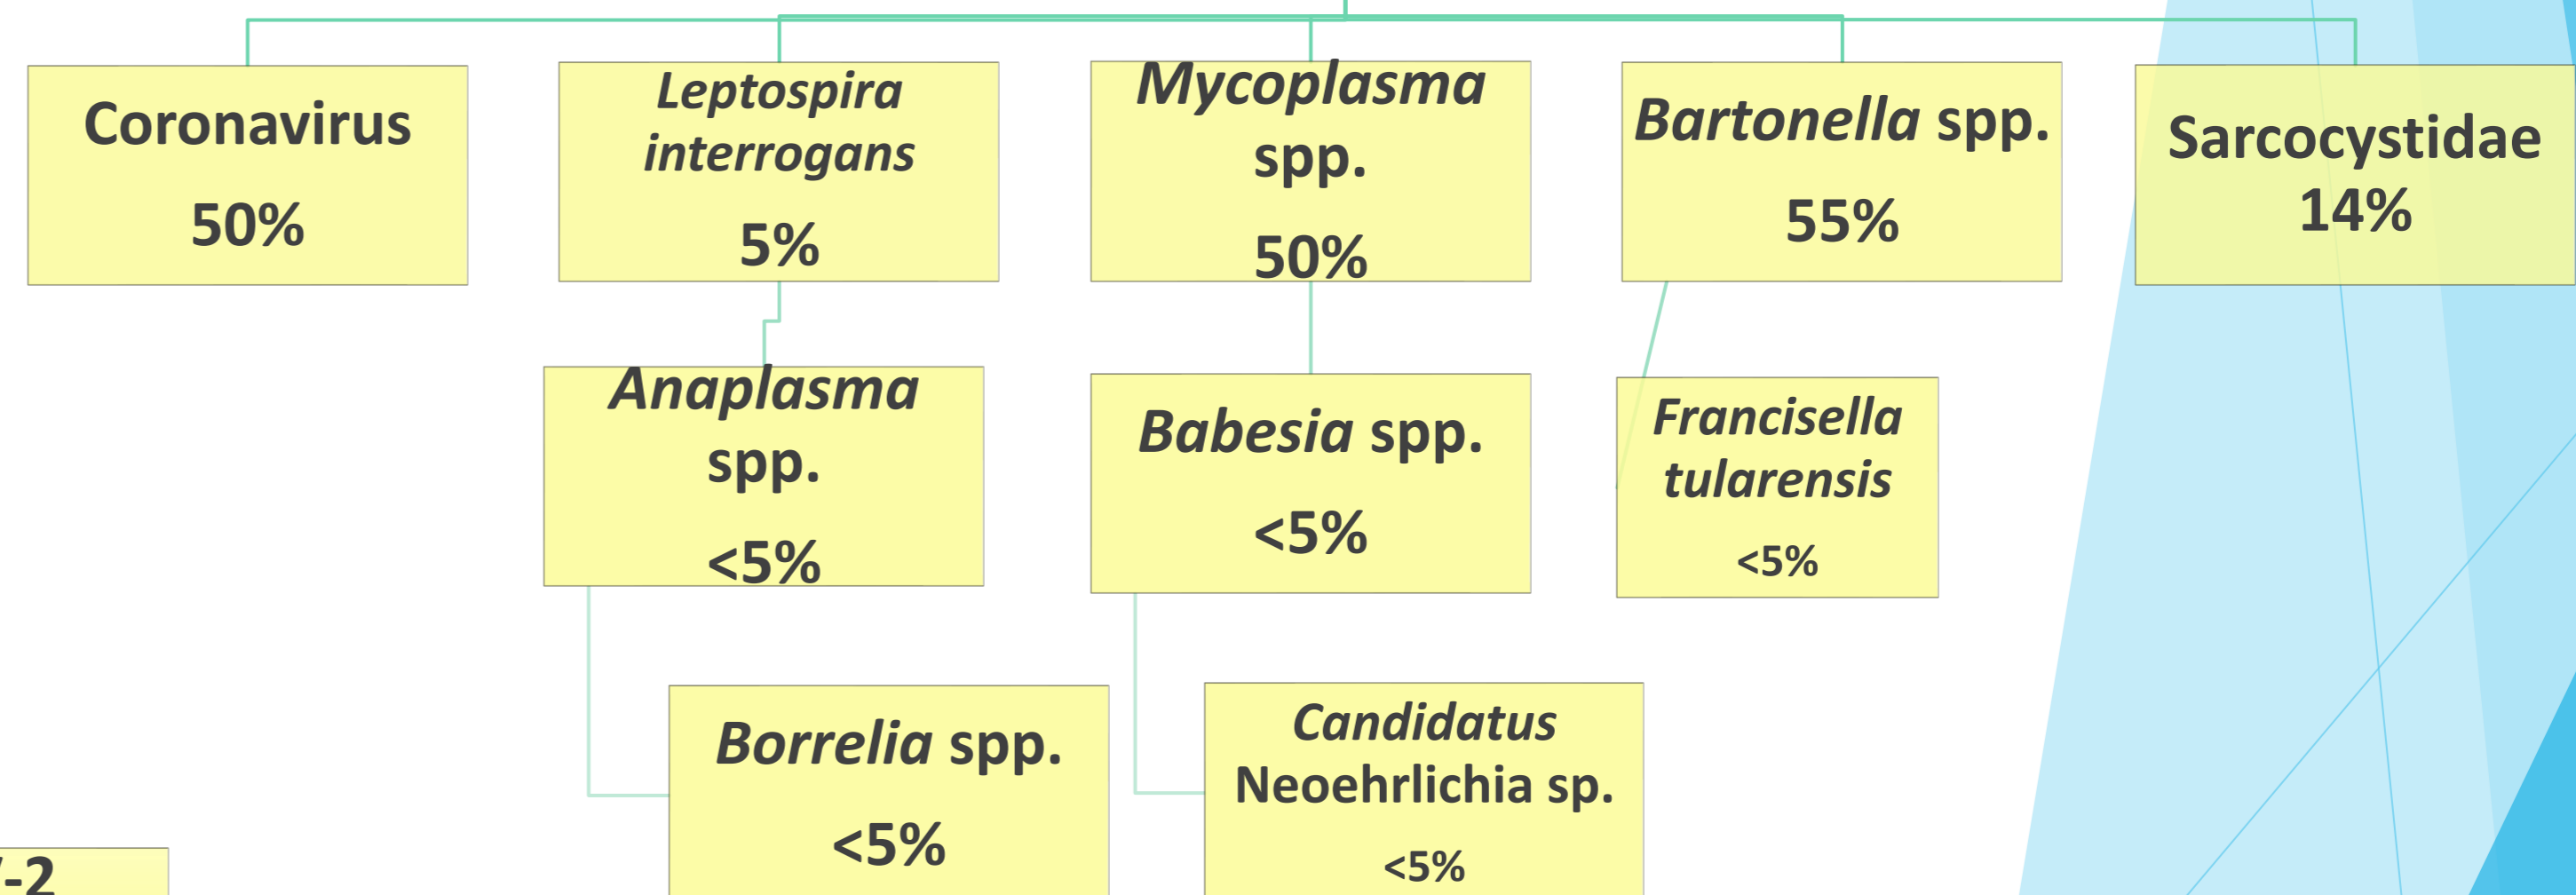 Coronavirus
50%
Leptospira
interrogans
5%
Mycoplasma
spp.
50%
Bartonella spp.
55%
Sarcocystidae
14%
Anaplasma
spp.
<5%
Babesia spp.
<5%
Francisella
tularensis
<5%
Borrelia spp.
<5%
Candidatus
Neoehrlichia sp.
<5%
-2